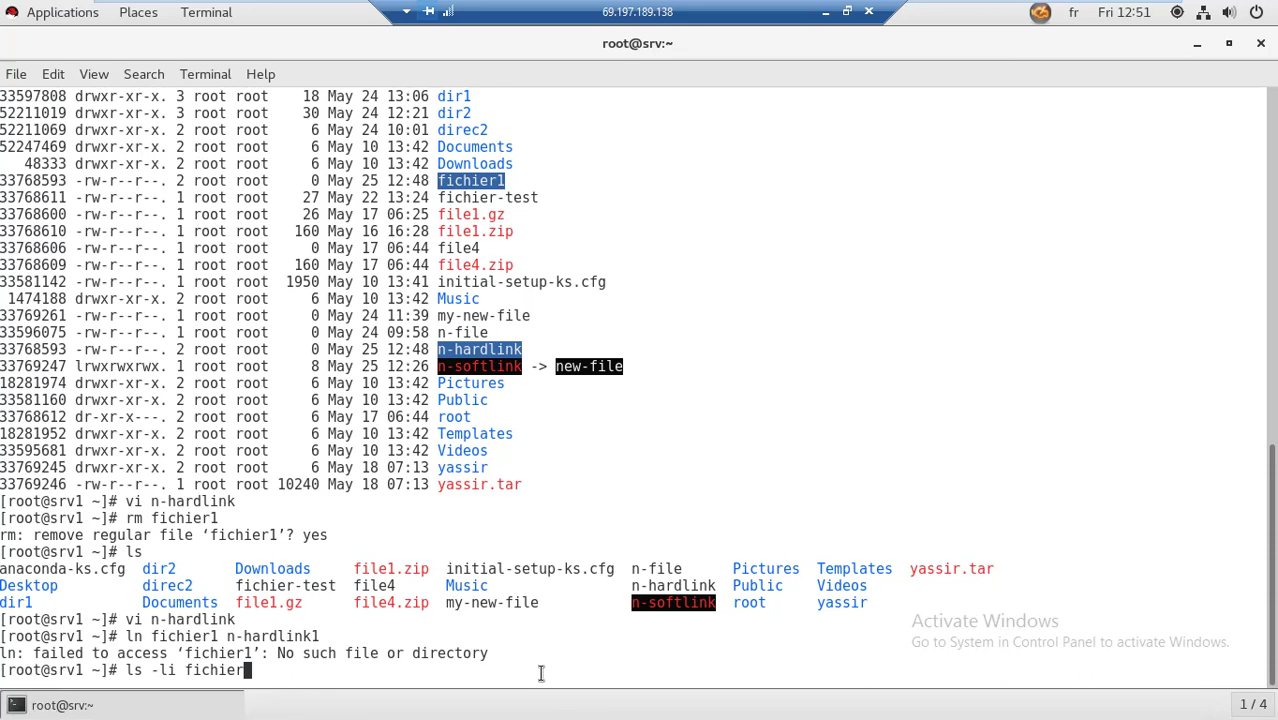 Applications Places Terminal 69.197.189.138 fr Fri 12:51
root@srv:~
File Edit View Search Terminal Help
33597808 drwxr-xr-x. 3 root root 18 May 24 13:06 dir1
52211019 drwxr-xr-x. 3 root root 30 May 24 12:21 dir2
52211069 drwxr-xr-x. 2 root root 6 May 24 10:01 direc2
52247469 drwxr-xr-x. 2 root root 6 May 10 13:42 Documents
48333 drwxr-xr-x. 2 root root 6 May 10 13:42 Downloads
33768593 -rw-r--r--. 2 root root 0 May 25 12:48 fichier1
33768611 -rw-r--r--. 1 root root 27 May 22 13:24 fichier-test
33768600 -rw-r--r--. 1 root root 26 May 17 06:25 file1.gz
33768610 -rw-r--r--. 1 root root 160 May 16 16:28 file1.zip
33768606 -rw-r--r--. 1 root root 0 May 17 06:44 file4
33768609 -rw-r--r--. 1 root root 160 May 17 06:44 file4.zip
33581142 -rw-r--r--. 1 root root 1950 May 10 13:41 initial-setup-ks.cfg
1474188 drwxr-xr-x. 2 root root 6 May 10 13:42 Music
33769261 -rw-r--r--. 1 root root 0 May 24 11:39 my-new-file
33596075 -rw-r--r--. 1 root root 0 May 24 09:58 n-file
33768593 -rw-r--r--. 2 root root 0 May 25 12:48 n-hardlink
33769247 lrwxrwxrwx. 1 root root 8 May 25 12:26 n-softlink -> new-file
18281974 drwxr-xr-x. 2 root root 6 May 10 13:42 Pictures
33581160 drwxr-xr-x. 2 root root 6 May 10 13:42 Public
33768612 dr-xr-x---. 2 root root 6 May 17 06:44 root
18281952 drwxr-xr-x. 2 root root 6 May 10 13:42 Templates
33595681 drwxr-xr-x. 2 root root 6 May 10 13:42 Videos
33769245 drwxr-xr-x. 2 root root 6 May 18 07:13 yassir
33769246 -rw-r--r--. 1 root root 10240 May 18 07:13 yassir.tar
[root@srv1 ~]# vi n-hardlink
[root@srv1 ~]# rm fichier1
rm: remove regular file ‘fichier1’? yes
[root@srv1 ~]# ls
anaconda-ks.cfg dir2 Downloads file1.zip initial-setup-ks.cfg n-file Pictures Templates yassir.tar
Desktop direc2 fichier-test file4 Music n-hardlink Public Videos
dir1 Documents file1.gz file4.zip my-new-file n-softlink root yassir
[root@srv1 ~]# vi n-hardlink
[root@srv1 ~]# ln fichier1 n-hardlink1
ln: failed to access ‘fichier1’: No such file or directory
[root@srv1 ~]# ls -li fichier
Activate Windows
Go to System in Control Panel to activate Windows.
root@srv:~ 1 / 4